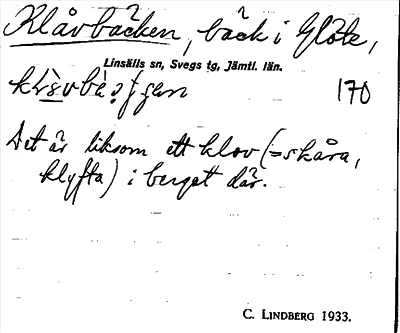 Klåvbäcken, bäck i Glöte,
Linsälls sn, Svegs tg, Jämtl. län.
170
Det är liksom ett klov (= skåra,
klyfta) i berget där.
C. LINDBERG 1933.